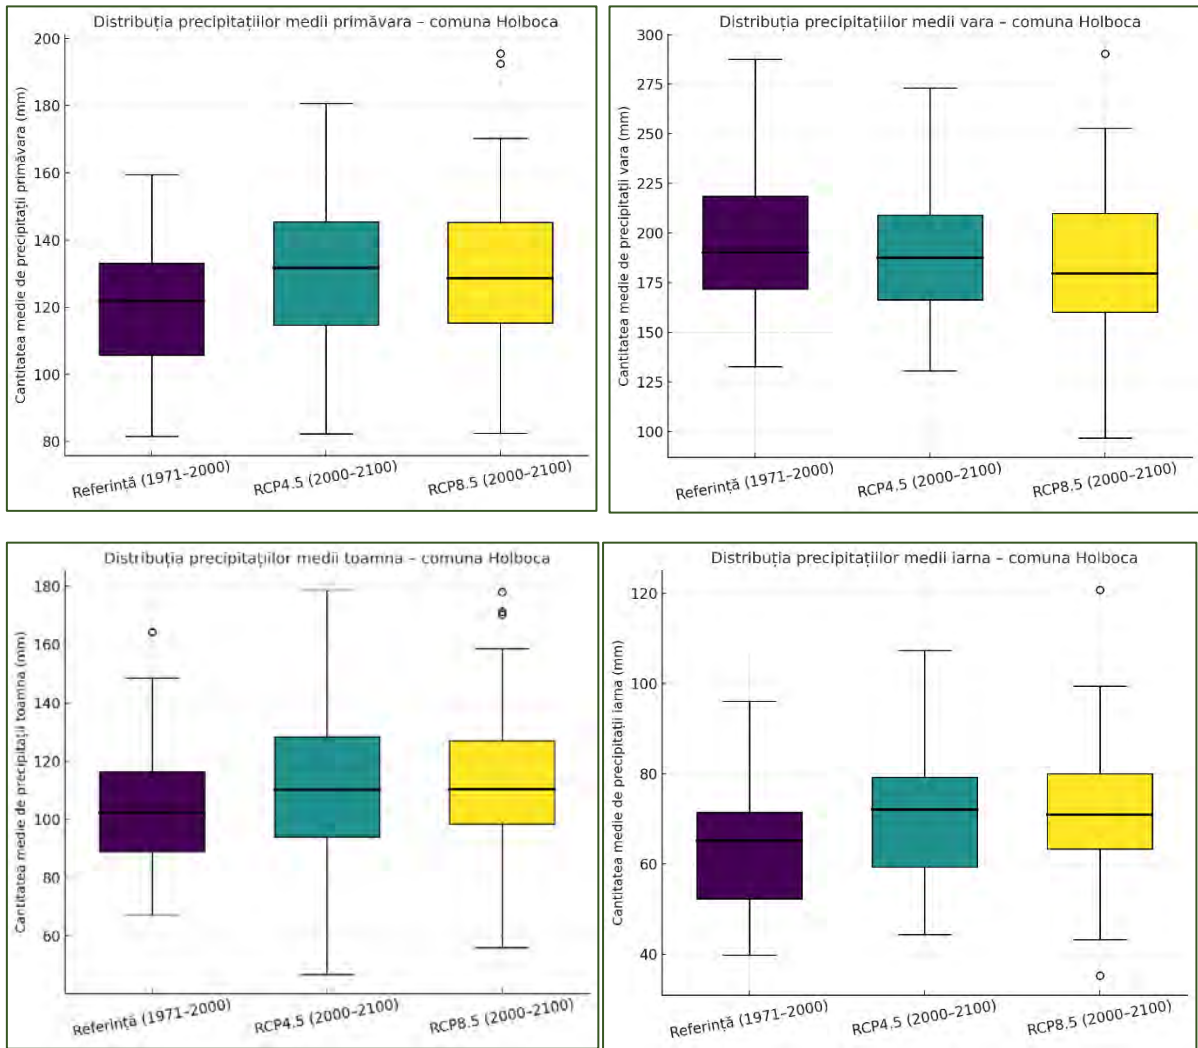 Distribuția precipitațiilor medii primăvara – comuna Holboca
Cantitatea medie de precipitații primăvara (mm)
200
180
160
140
120
100
80
Referință (1971–2000)
RCP4.5 (2000–2100)
RCP8.5 (2000–2100)
Distribuția precipitațiilor medii vara – comuna Holboca
Cantitatea medie de precipitații vara (mm)
300
275
250
225
200
175
150
125
100
Referință (1971–2000)
RCP4.5 (2000–2100)
RCP8.5 (2000–2100)
Distribuția precipitațiilor medii toamna – comuna Holboca
Cantitatea medie de precipitații toamna (mm)
180
160
140
120
100
80
60
Referință (1971–2000)
RCP4.5 (2000–2100)
RCP8.5 (2000–2100)
Distribuția precipitațiilor medii iarna – comuna Holboca
Cantitatea medie de precipitații iarna (mm)
120
100
80
60
40
Referință (1971–2000)
RCP4.5 (2000–2100)
RCP8.5 (2000–2100)